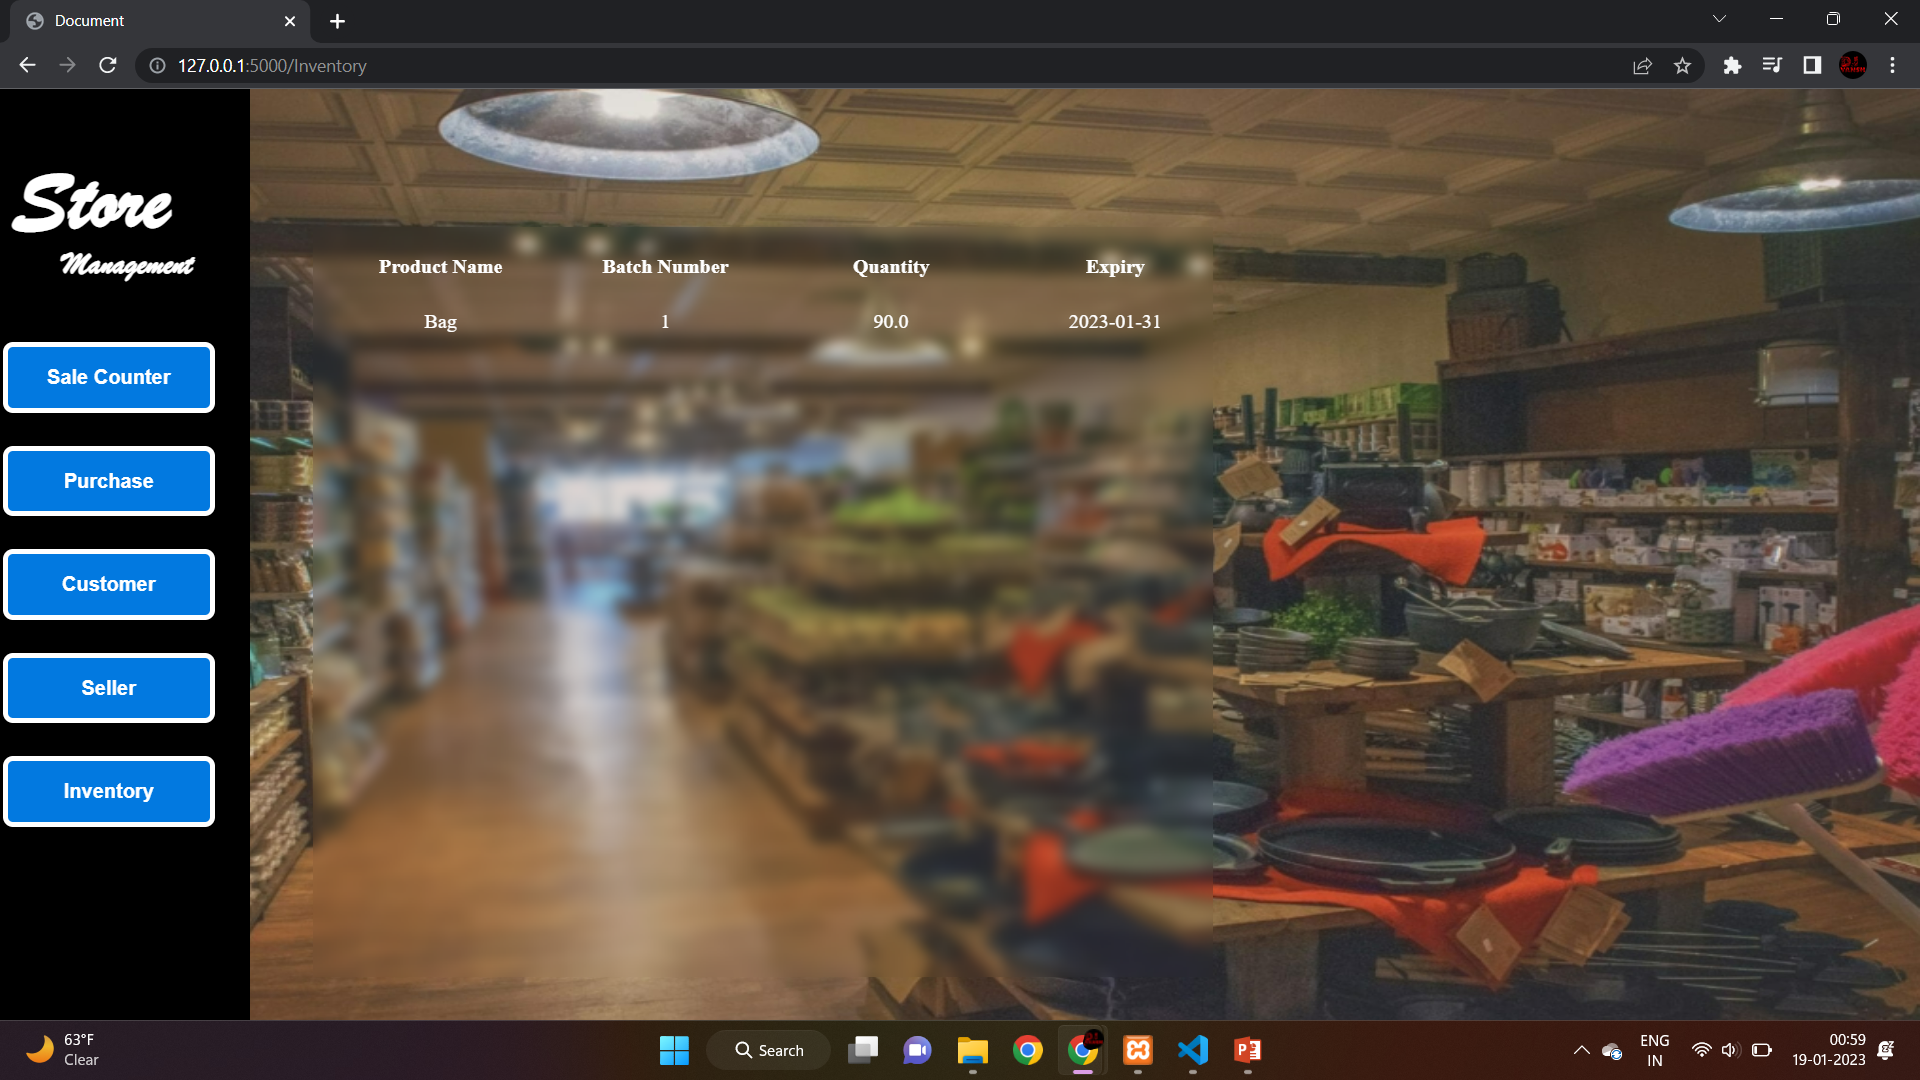 Document
127.0.0.1:5000/Inventory
Store
Management
Sale Counter
Purchase
Customer
Seller
Inventory
Product Name Batch Number Quantity Expiry
Bag 1 90.0 2023-01-31
63°F
Clear
Search
ENG
IN
00:59
19-01-2023